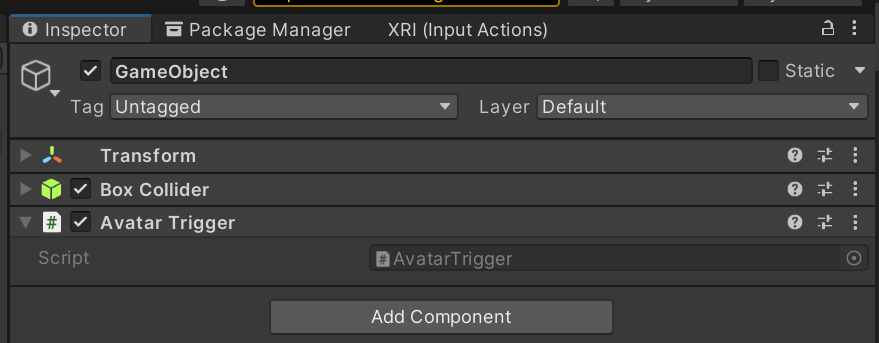 Inspector Package Manager XRI (Input Actions)
GameObject Static
Tag Untagged Layer Default
Transform
Box Collider
# Avatar Trigger
Script # AvatarTrigger
Add Component